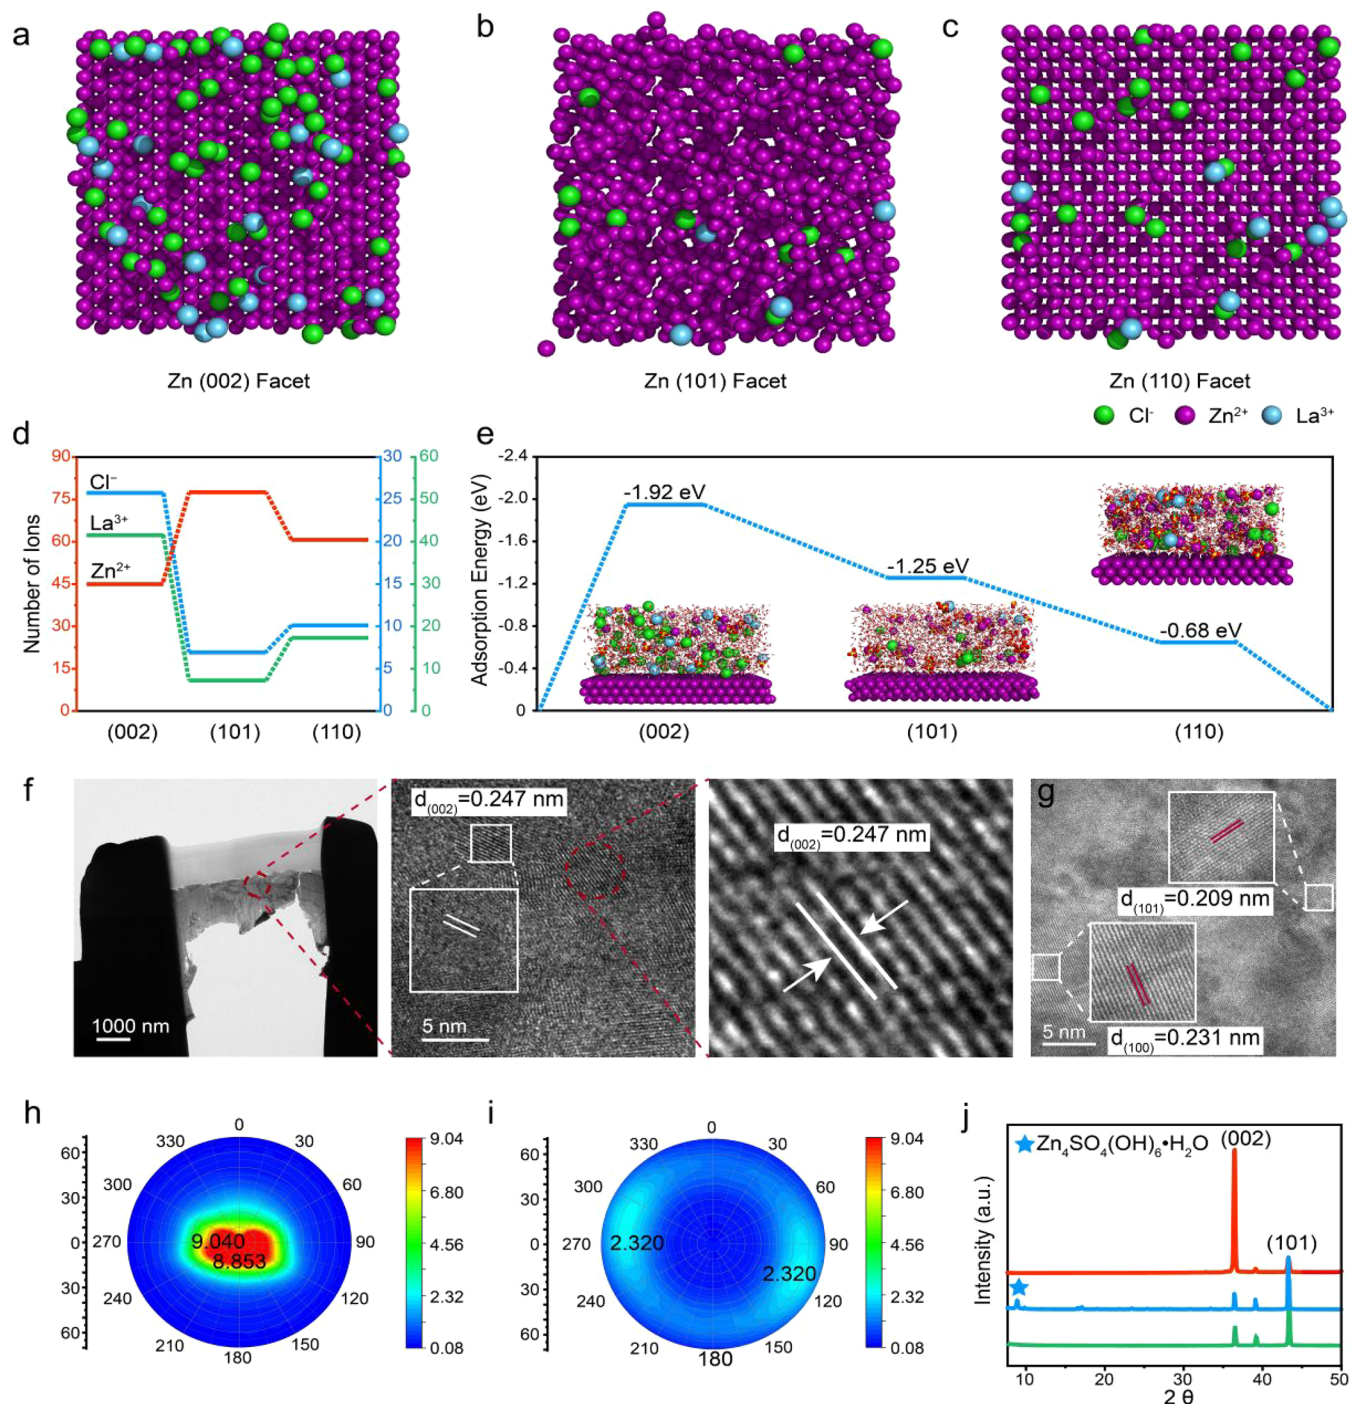 a
b
c
Zn (002) Facet
Zn (101) Facet
Zn (110) Facet
Cl⁻
Zn²⁺
La³⁺
d
90
75
60
45
30
15
0
Number of Ions
Cl⁻
La³⁺
Zn²⁺
30
25
20
15
10
5
0
60
50
40
30
20
10
0
(002)
(101)
(110)
e
-2.4
-2.0
-1.6
-1.2
-0.8
-0.4
0
Adsorption Energy (eV)
-1.92 eV
-1.25 eV
-0.68 eV
(002)
(101)
(110)
f
1000 nm
d(002)=0.247 nm
5 nm
d(002)=0.247 nm
g
d(101)=0.209 nm
d(100)=0.231 nm
5 nm
h
60
30
0
30
60
0
30
60
90
120
150
180
210
240
270
300
330
9.040
8.853
9.04
6.80
4.56
2.32
0.08
i
60
30
0
30
60
0
30
60
90
120
150
180
210
240
270
300
330
2.320
2.320
9.04
6.80
4.56
2.32
0.08
j
Zn₄SO₄(OH)₆•H₂O
(002)
(101)
Intensity (a.u.)
10
20
30
40
50
2 θ